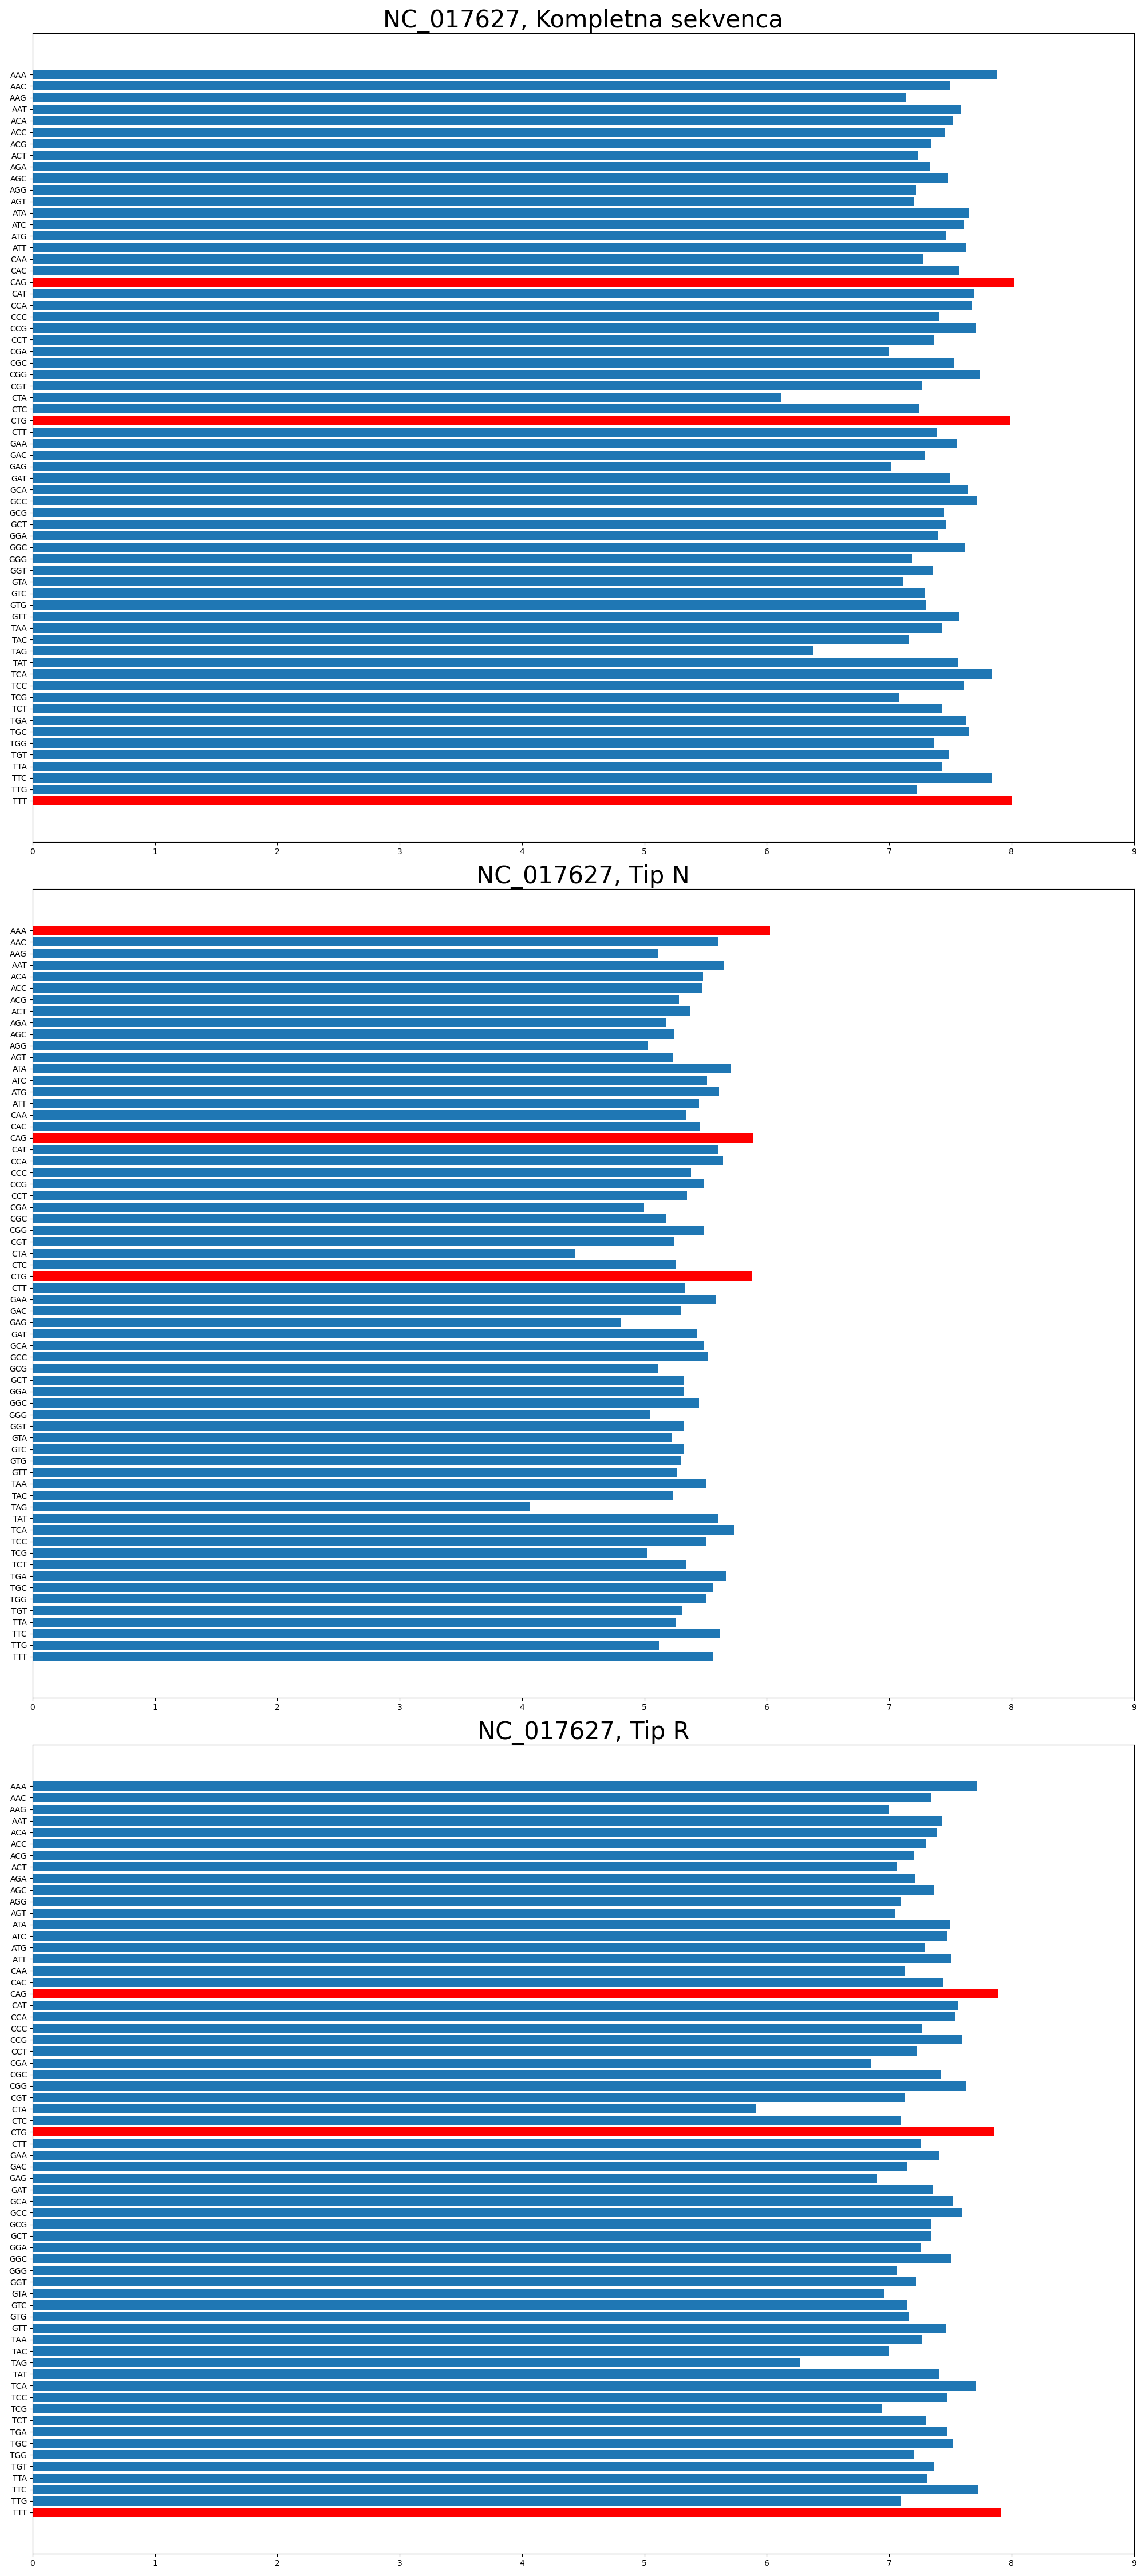 NC_017627, Kompletna sekvenca
AAA
AAC
AAG
AAT
ACA
ACC
ACG
ACT
AGA
AGC
AGG
AGT
ATA
ATC
ATG
ATT
CAA
CAC
CAG
CAT
CCA
CCC
CCG
CCT
CGA
CGC
CGG
CGT
CTA
CTC
CTG
CTT
GAA
GAC
GAG
GAT
GCA
GCC
GCG
GCT
GGA
GGC
GGG
GGT
GTA
GTC
GTG
GTT
TAA
TAC
TAG
TAT
TCA
TCC
TCG
TCT
TGA
TGC
TGG
TGT
TTA
TTC
TTG
TTT
0 1 2 3 4 5 6 7 8 9
NC_017627, Tip N
AAA
AAC
AAG
AAT
ACA
ACC
ACG
ACT
AGA
AGC
AGG
AGT
ATA
ATC
ATG
ATT
CAA
CAC
CAG
CAT
CCA
CCC
CCG
CCT
CGA
CGC
CGG
CGT
CTA
CTC
CTG
CTT
GAA
GAC
GAG
GAT
GCA
GCC
GCG
GCT
GGA
GGC
GGG
GGT
GTA
GTC
GTG
GTT
TAA
TAC
TAG
TAT
TCA
TCC
TCG
TCT
TGA
TGC
TGG
TGT
TTA
TTC
TTG
TTT
0 1 2 3 4 5 6 7 8 9
NC_017627, Tip R
AAA
AAC
AAG
AAT
ACA
ACC
ACG
ACT
AGA
AGC
AGG
AGT
ATA
ATC
ATG
ATT
CAA
CAC
CAG
CAT
CCA
CCC
CCG
CCT
CGA
CGC
CGG
CGT
CTA
CTC
CTG
CTT
GAA
GAC
GAG
GAT
GCA
GCC
GCG
GCT
GGA
GGC
GGG
GGT
GTA
GTC
GTG
GTT
TAA
TAC
TAG
TAT
TCA
TCC
TCG
TCT
TGA
TGC
TGG
TGT
TTA
TTC
TTG
TTT
0 1 2 3 4 5 6 7 8 9